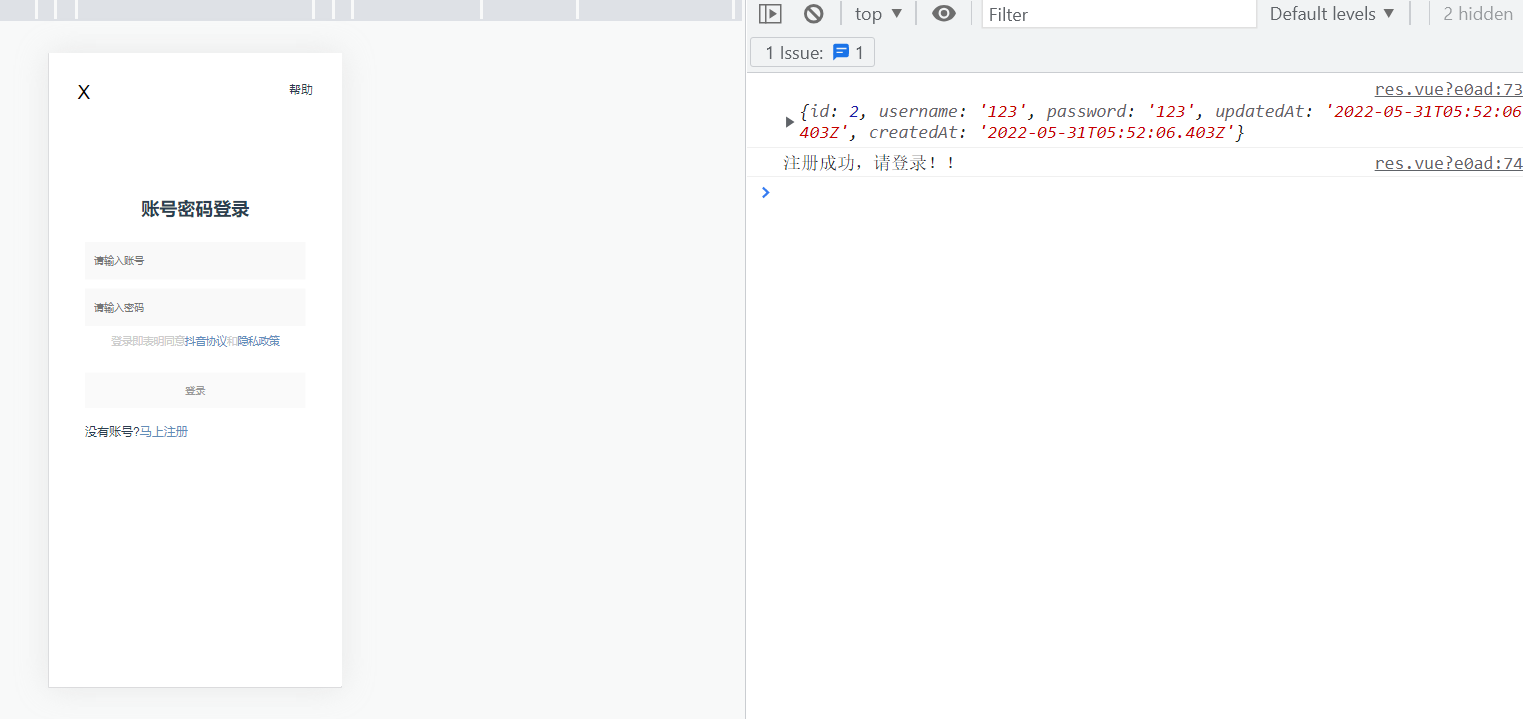 X
帮助
账号密码登录
请输入账号
请输入密码
登录即表明同意抖音协议和隐私政策
登录
没有账号?马上注册
top ▼
Filter
Default levels ▼
2 hidden
1 Issue: 1
res.vue?e0ad:73
{id: 2, username: '123', password: '123', updatedAt: '2022-05-31T05:52:06
403Z', createdAt: '2022-05-31T05:52:06.403Z'}
注册成功，请登录！！
res.vue?e0ad:74